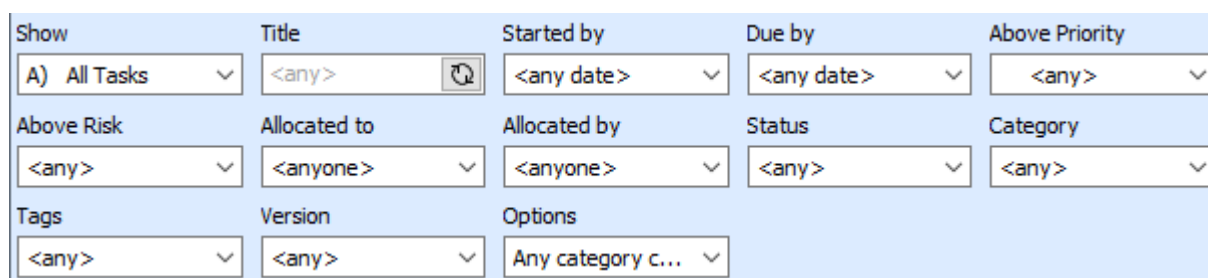 Show Title Started by Due by Above Priority
A) All Tasks <any> <any date> <any date> <any>
Above Risk Allocated to Allocated by Status Category
<any> <anyone> <anyone> <any> <any>
Tags Version Options
<any> <any> Any category c...